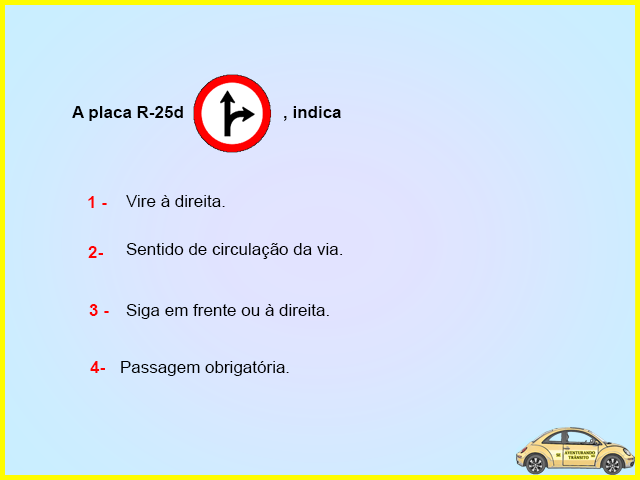 A placa R-25d , indica
1 - Vire à direita.
2- Sentido de circulação da via.
3 - Siga em frente ou à direita.
4- Passagem obrigatória.
AVENTURANDO
TRÂNSITO